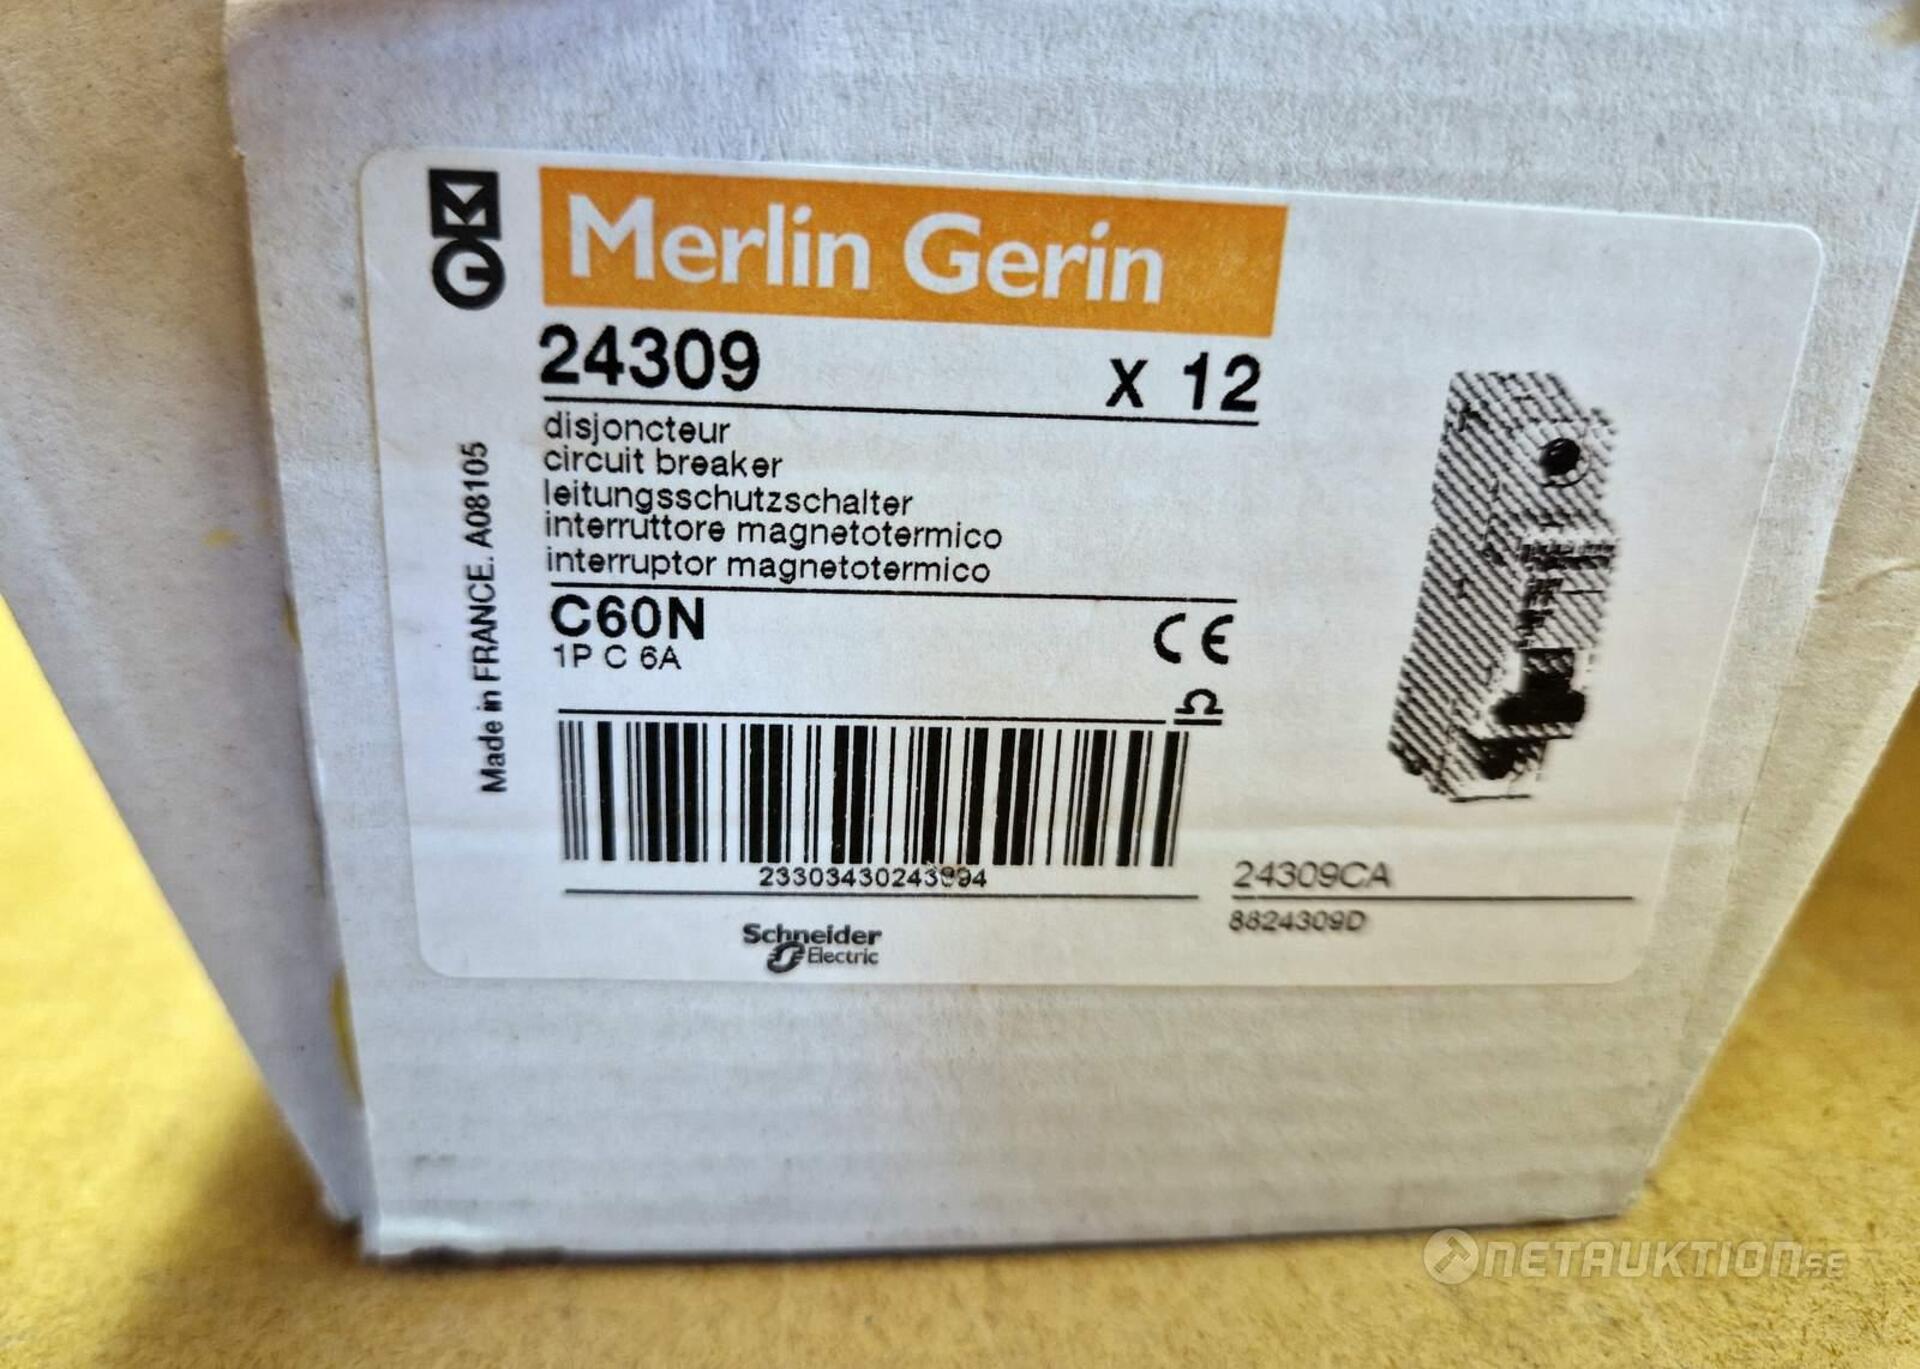 Merlin Gerin
24309 X 12
disjoncteur
circuit breaker
leitungsschutzschalter
interruttore magnetotermico
interruptor magnetotermico
C60N
1P C 6A
CE
Made in FRANCE. A08105
24309CA
8824309D
Schneider
Electric
NETAUKTION.SE